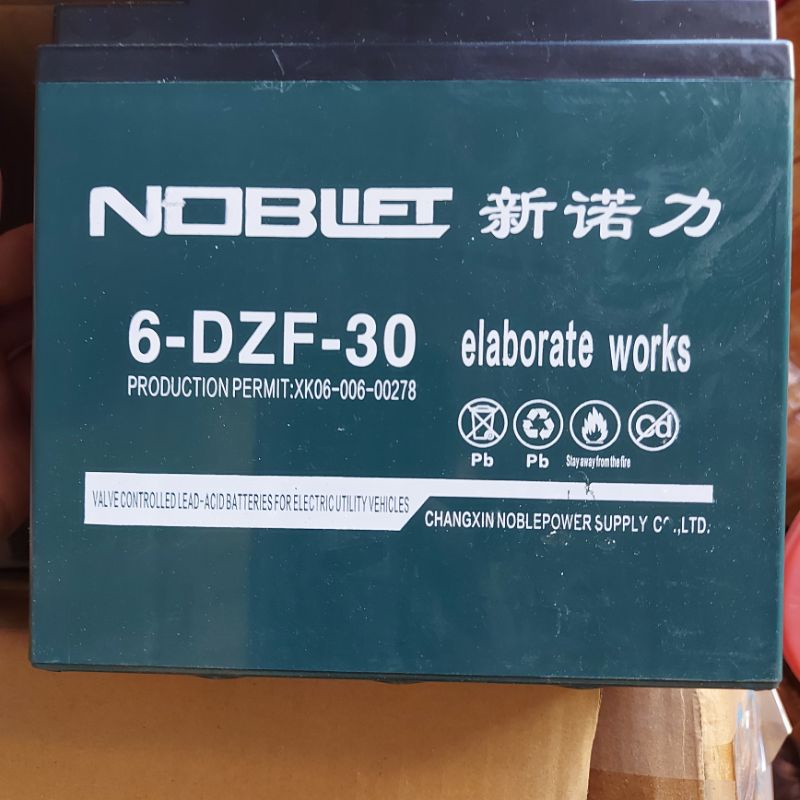 NOBLIFT 新诺力
6-DZF-30
elaborate works
PRODUCTION PERMIT:XK06-006-00278
Cd
Pb Pb Stay away from the fire
VALVE CONTROLLED LEAD-ACID BATTERIES FOR ELECTRIC UTILITY VEHICLES
CHANGXIN NOBLEPOWER SUPPLY CO.,LTD.